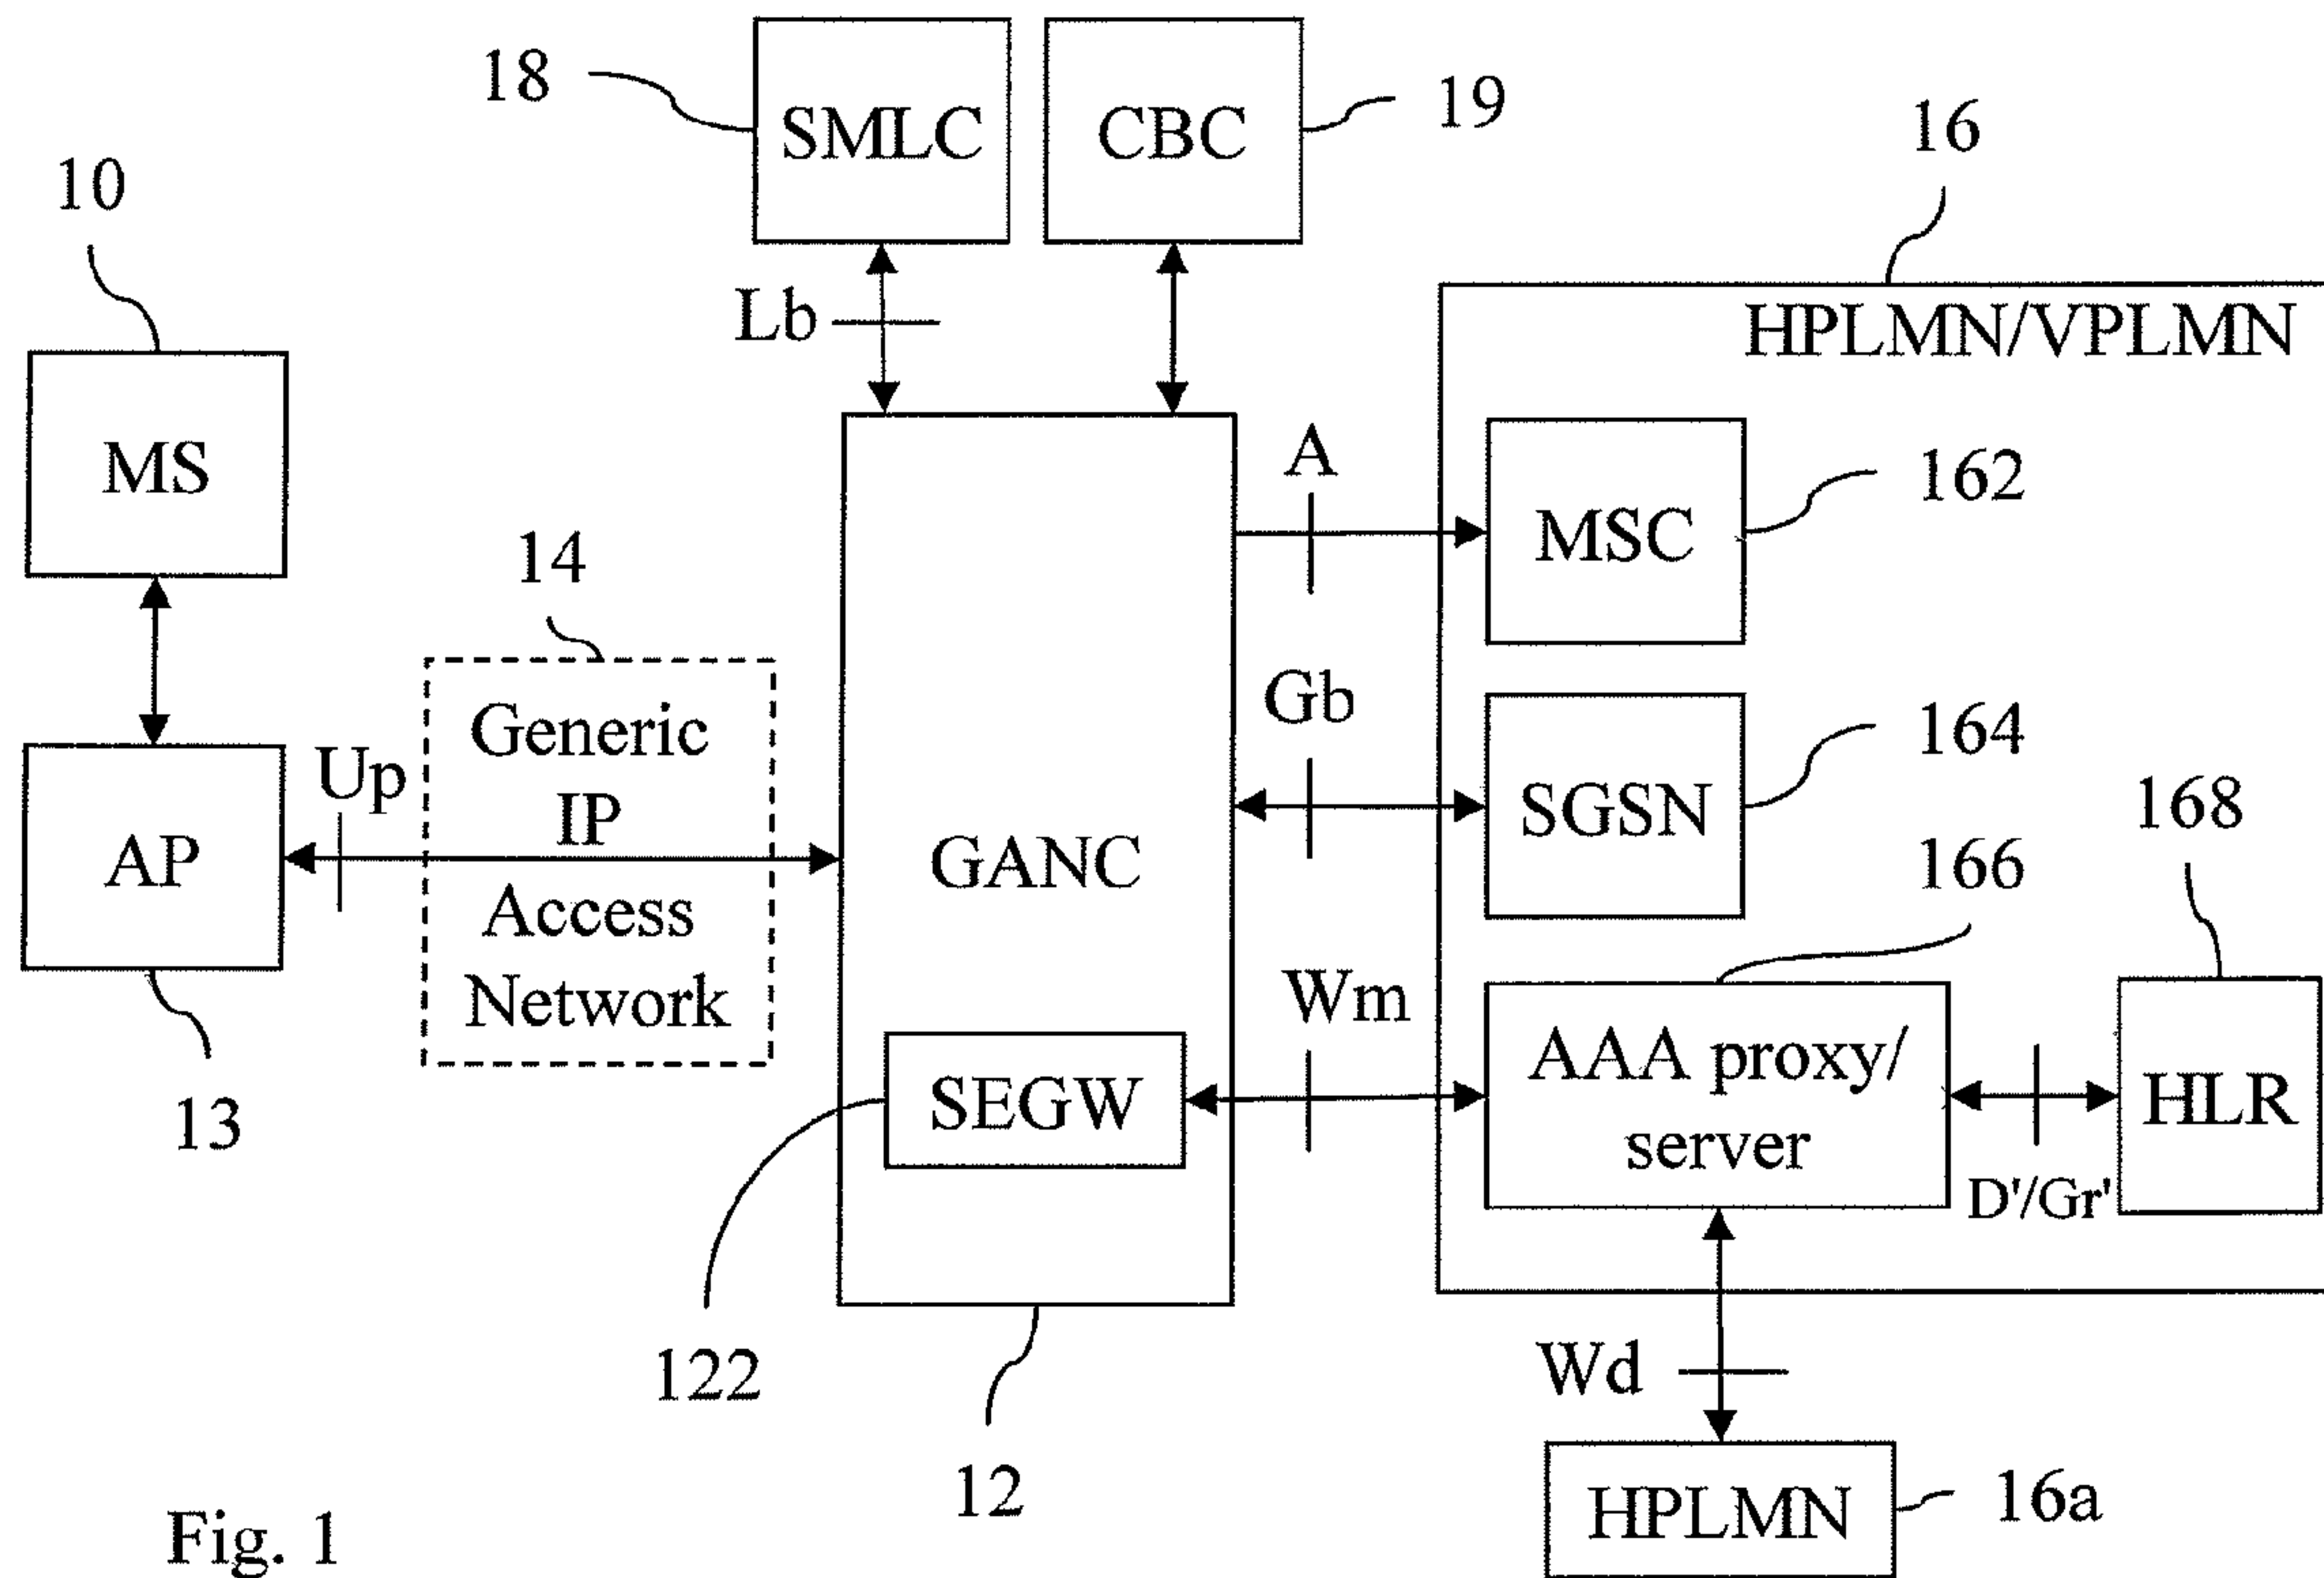 18
SMLC
CBC
19
16
10
Lb
HPLMN/VPLMN
MS
A
MSC
162
14
Generic
IP
Access
Network
Up
AP
13
GANC
Gb
SGSN
164
166
168
Wm
SEGW
AAA proxy/
server
D'/Gr'
HLR
122
12
Wd
HPLMN
16a
Fig. 1